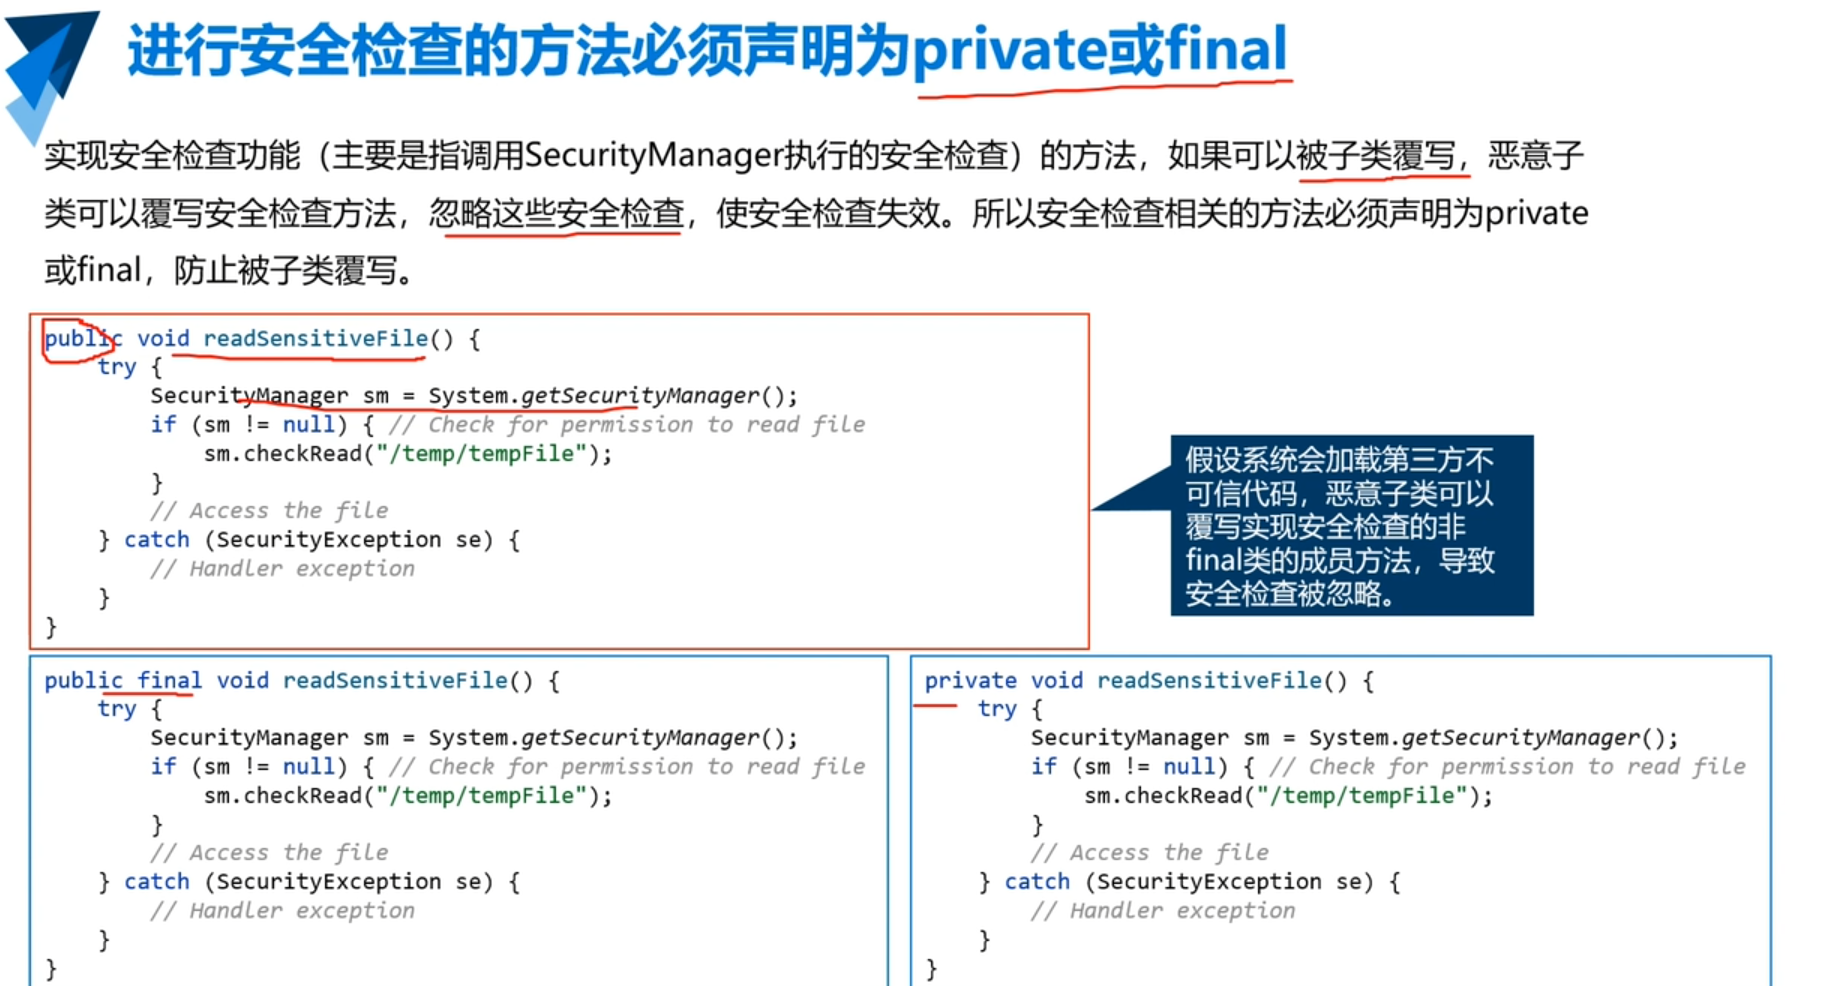 进行安全检查的方法必须声明为private或final
实现安全检查功能（主要是指调用SecurityManager执行的安全检查）的方法，如果可以被子类覆写，恶意子
类可以覆写安全检查方法，忽略这些安全检查，使安全检查失效。所以安全检查相关的方法必须声明为private
或final，防止被子类覆写。
public void readSensitiveFile() {
    try {
        SecurityManager sm = System.getSecurityManager();
        if (sm != null) { // Check for permission to read file
            sm.checkRead("/temp/tempFile");
        }
        // Access the file
    } catch (SecurityException se) {
        // Handler exception
    }
}
假设系统会加载第三方不
可信代码，恶意子类可以
覆写实现安全检查的非
final类的成员方法，导致
安全检查被忽略。
public final void readSensitiveFile() {
    try {
        SecurityManager sm = System.getSecurityManager();
        if (sm != null) { // Check for permission to read file
            sm.checkRead("/temp/tempFile");
        }
        // Access the file
    } catch (SecurityException se) {
        // Handler exception
    }
}
private void readSensitiveFile() {
    try {
        SecurityManager sm = System.getSecurityManager();
        if (sm != null) { // Check for permission to read file
            sm.checkRead("/temp/tempFile");
        }
        // Access the file
    } catch (SecurityException se) {
        // Handler exception
    }
}